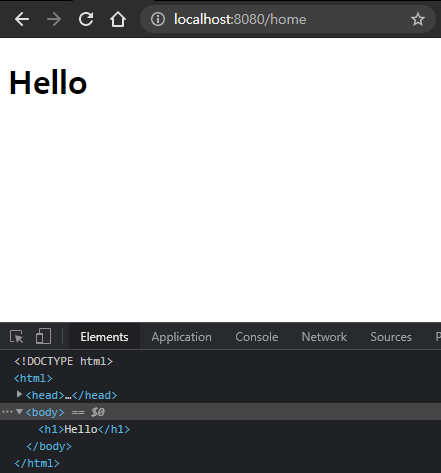 localhost:8080/home
Hello
Elements Application Console Network Sources P
<!DOCTYPE html>
<html>
<head>…</head>
<body> == $0
<h1>Hello</h1>
</body>
</html>